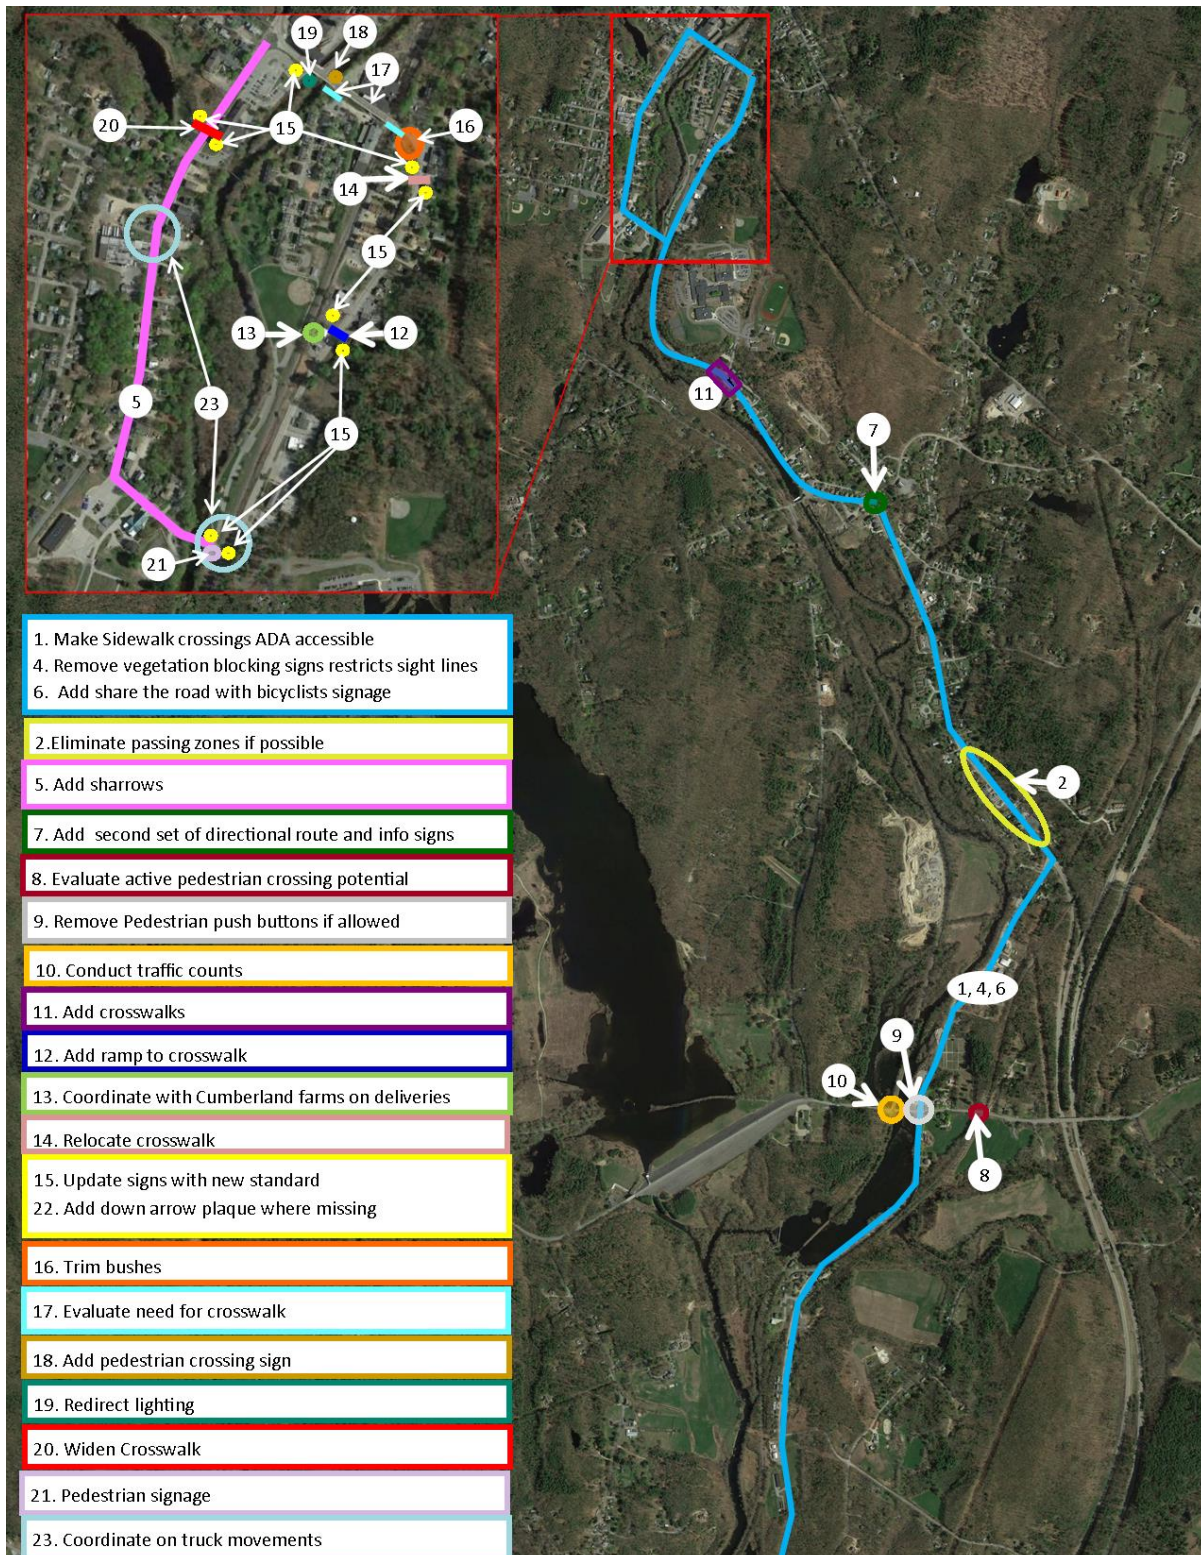 19
18
17
20
15
16
14
15
13
12
5
23
15
21
11
7
2
1, 4, 6
9
10
8
1. Make Sidewalk crossings ADA accessible
4. Remove vegetation blocking signs restricts sight lines
6. Add share the road with bicyclists signage
2.Eliminate passing zones if possible
5. Add sharrows
7. Add second set of directional route and info signs
8. Evaluate active pedestrian crossing potential
9. Remove Pedestrian push buttons if allowed
10. Conduct traffic counts
11. Add crosswalks
12. Add ramp to crosswalk
13. Coordinate with Cumberland farms on deliveries
14. Relocate crosswalk
15. Update signs with new standard
22. Add down arrow plaque where missing
16. Trim bushes
17. Evaluate need for crosswalk
18. Add pedestrian crossing sign
19. Redirect lighting
20. Widen Crosswalk
21. Pedestrian signage
23. Coordinate on truck movements